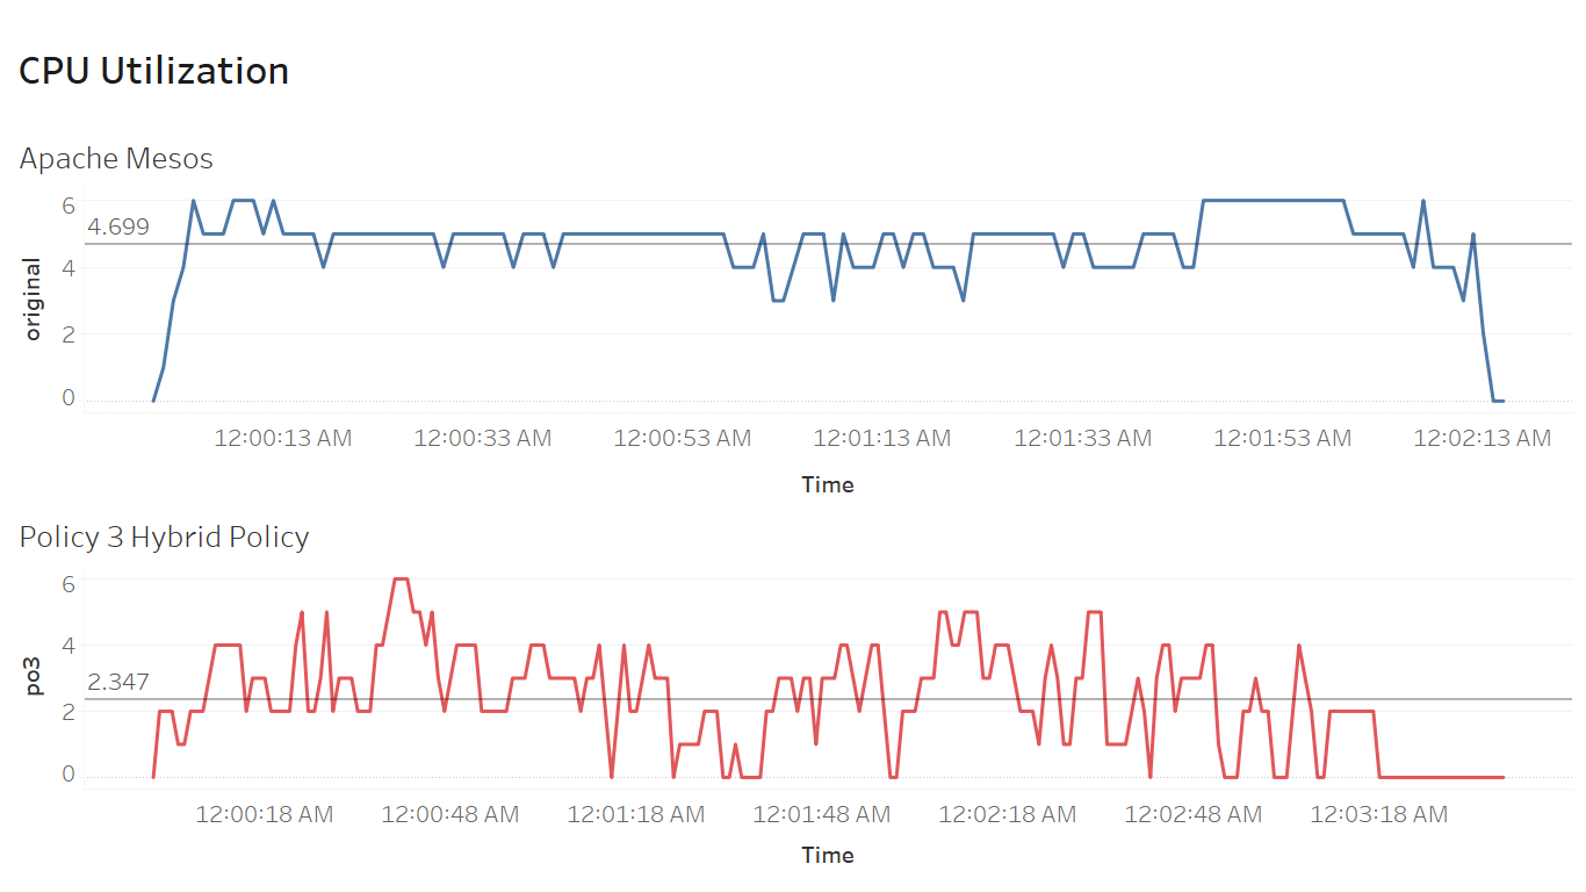 CPU Utilization
Apache Mesos
6
4.699
4
2
0
original
12:00:13 AM 12:00:33 AM 12:00:53 AM 12:01:13 AM 12:01:33 AM 12:01:53 AM 12:02:13 AM
Time
Policy 3 Hybrid Policy
6
4
2.347
2
0
po3
12:00:18 AM 12:00:48 AM 12:01:18 AM 12:01:48 AM 12:02:18 AM 12:02:48 AM 12:03:18 AM
Time